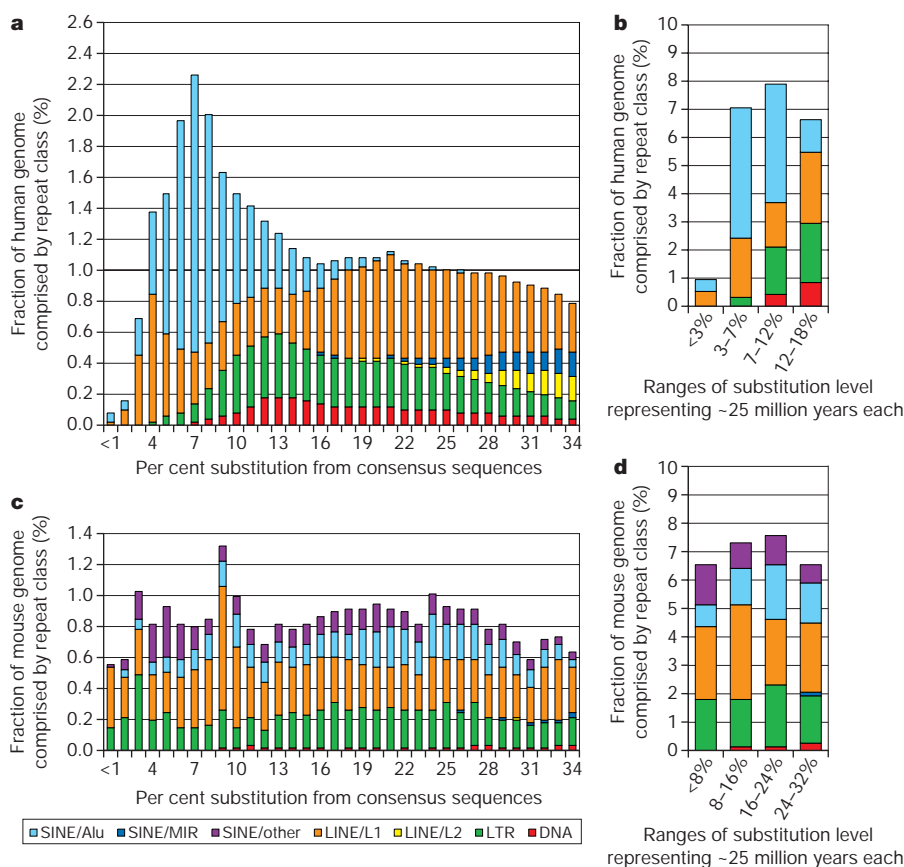 a
Fraction of human genome
comprised by repeat class (%)
2.6
2.4
2.2
2.0
1.8
1.6
1.4
1.2
1.0
0.8
0.6
0.4
0.2
0
<1 4 7 10 13 16 19 22 25 28 31 34
Per cent substitution from consensus sequences
b
Fraction of human genome
comprised by repeat class (%)
10
9
8
7
6
5
4
3
2
1
0
<3% 3–7% 7–12% 12–18%
Ranges of substitution level
representing ~25 million years each
c
Fraction of mouse genome
comprised by repeat class (%)
1.4
1.2
1.0
0.8
0.6
0.4
0.2
0.0
<1 4 7 10 13 16 19 22 25 28 31 34
Per cent substitution from consensus sequences
SINE/Alu SINE/MIR SINE/other LINE/L1 LINE/L2 LTR DNA
d
Fraction of mouse genome
comprised by repeat class (%)
10
9
8
7
6
5
4
3
2
1
0
<8% 8–16% 16–24% 24–32%
Ranges of substitution level
representing ~25 million years each